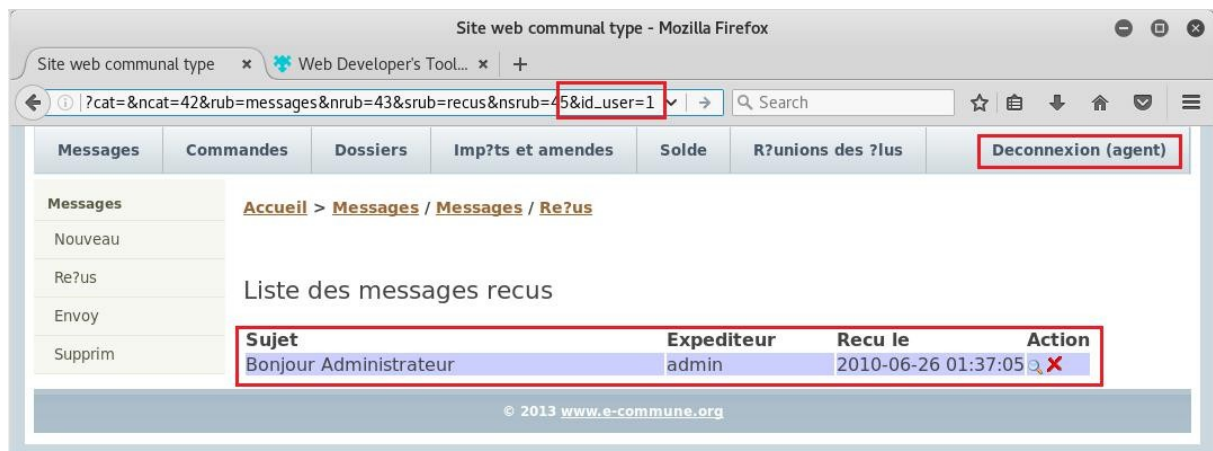 Site web communal type - Mozilla Firefox
Site web communal type × Web Developer's Tool... × +
?cat=&ncat=42&rub=messages&nrub=43&srub=recus&nsrub=45&id_user=1 Search
Messages Commandes Dossiers Imp?ts et amendes Solde R?unions des ?lus Deconnexion (agent)
Messages
Nouveau
Re?us
Envoy
Supprim
Accueil > Messages / Messages / Re?us
Liste des messages recus
Sujet Expediteur Recu le Action
Bonjour Administrateur admin 2010-06-26 01:37:05
© 2013 www.e-commune.org